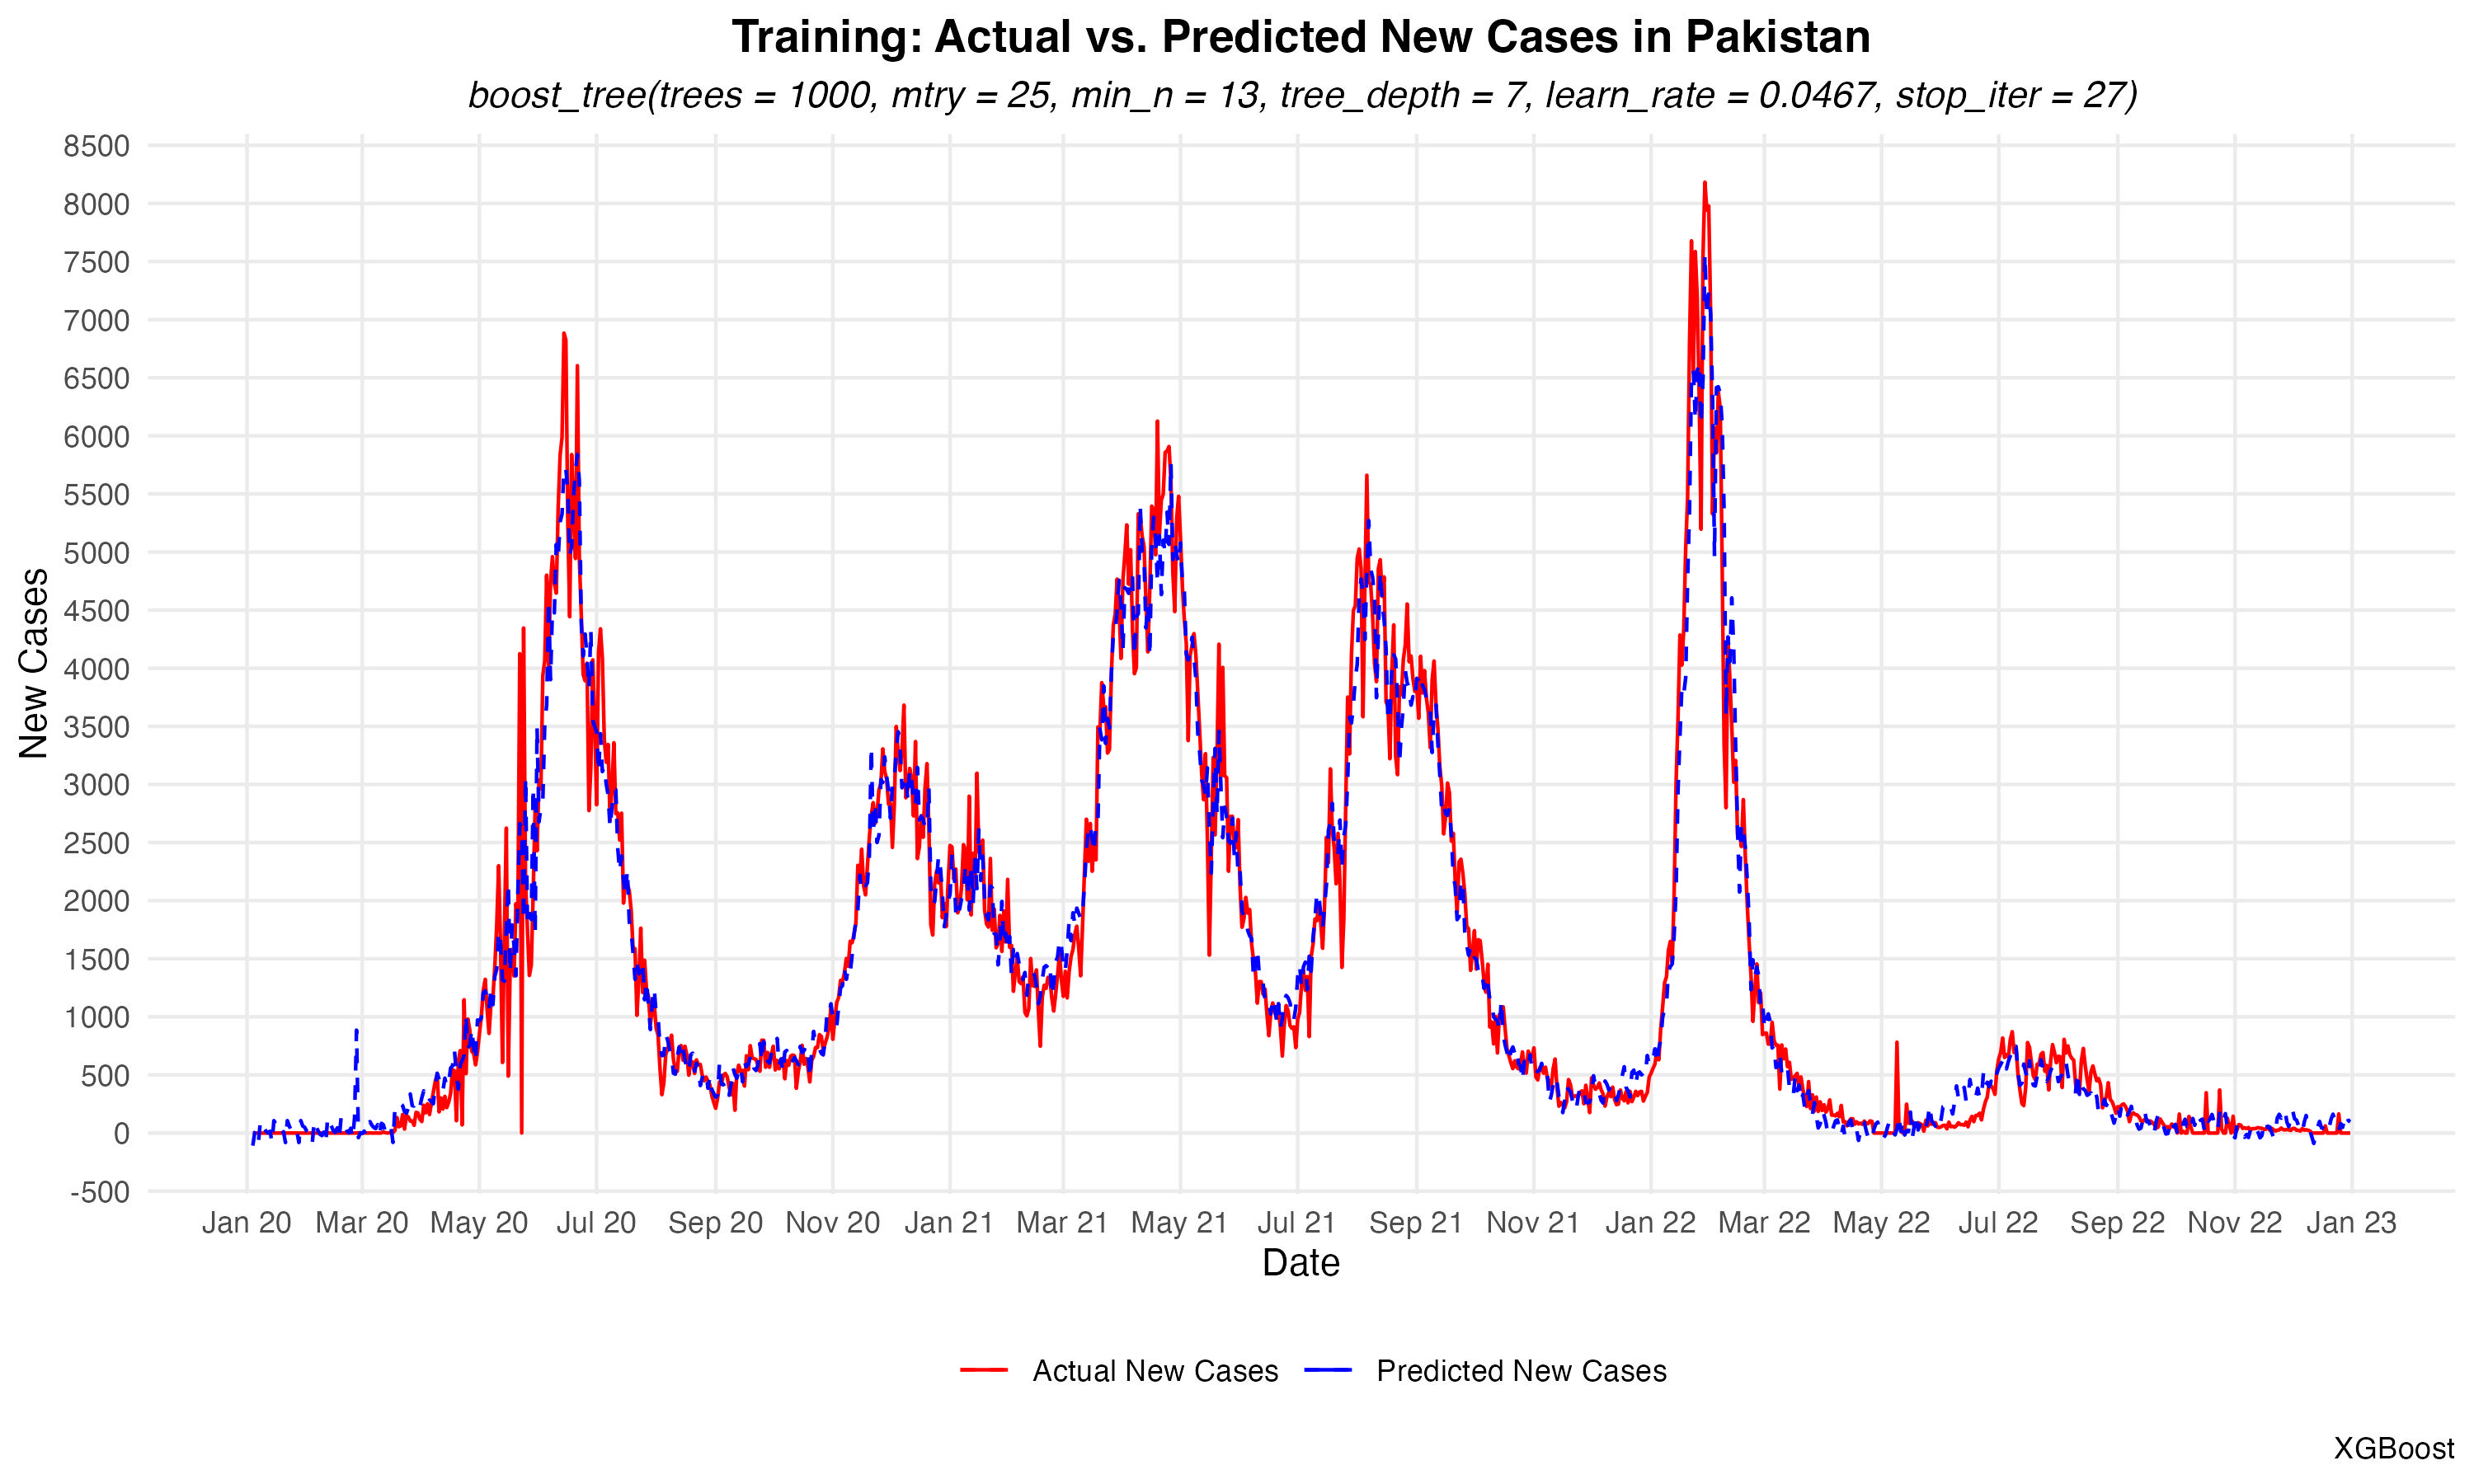 Training: Actual vs. Predicted New Cases in Pakistan
boost_tree(trees = 1000, mtry = 25, min_n = 13, tree_depth = 7, learn_rate = 0.0467, stop_iter = 27)
8500
8000
7500
7000
6500
6000
5500
5000
4500
4000
3500
3000
2500
2000
1500
1000
500
0
-500
New Cases
Jan 20 Mar 20 May 20 Jul 20 Sep 20 Nov 20 Jan 21 Mar 21 May 21 Jul 21 Sep 21 Nov 21 Jan 22 Mar 22 May 22 Jul 22 Sep 22 Nov 22 Jan 23
Date
Actual New Cases Predicted New Cases
XGBoost